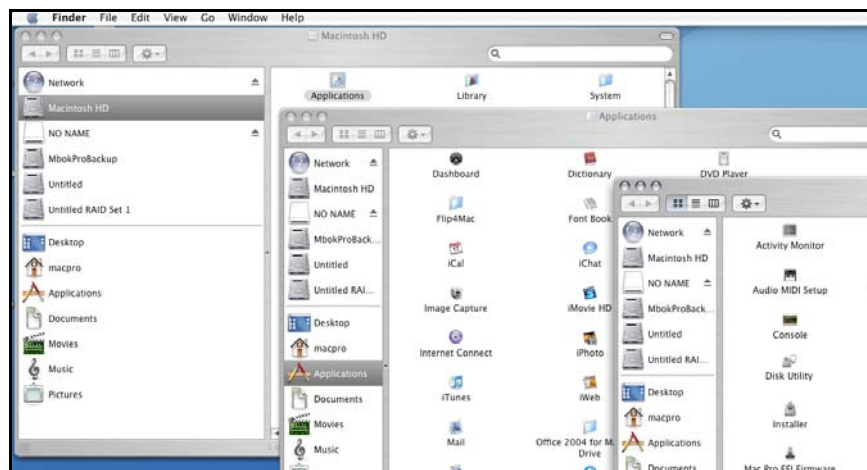 Finder File Edit View Go Window Help
Macintosh HD
Network
Macintosh HD
NO NAME
MbokProBackup
Untitled
Untitled RAID Set 1
Desktop
macpro
Applications
Documents
Movies
Music
Pictures
Applications Library System
Applications
Network
Macintosh HD
NO NAME
MbokProBack...
Untitled
Untitled RAI...
Desktop
macpro
Applications
Documents
Movies
Music
Dashboard Dictionary DVD Player
Flip4Mac Font Book
iCal iChat
Image Capture iMovie HD
Internet Connect iPhoto
iTunes iWeb
Mail Office 2004 for M
Drive
Network
Macintosh HD
NO NAME
MbokProBack...
Untitled
Untitled RAI...
Desktop
macpro
Applications
Documents
Activity Monitor
Audio MIDI Setup
Console
Disk Utility
Installer
Mac Pro EFI Firmware